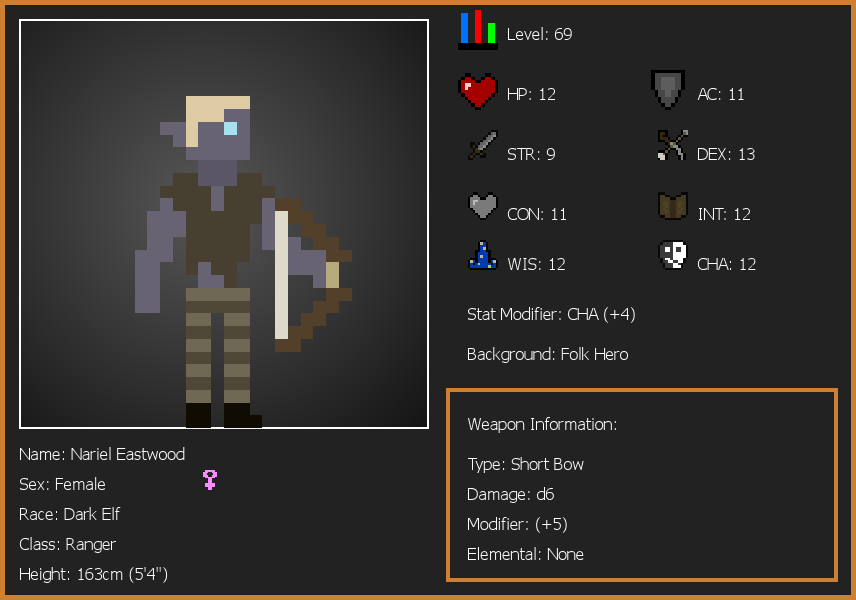 Level: 69
HP: 12
AC: 11
STR: 9
DEX: 13
CON: 11
INT: 12
WIS: 12
CHA: 12
Stat Modifier: CHA (+4)
Background: Folk Hero
Weapon Information:
Type: Short Bow
Damage: d6
Modifier: (+5)
Elemental: None
Name: Nariel Eastwood
Sex: Female
Race: Dark Elf
Class: Ranger
Height: 163cm (5'4")